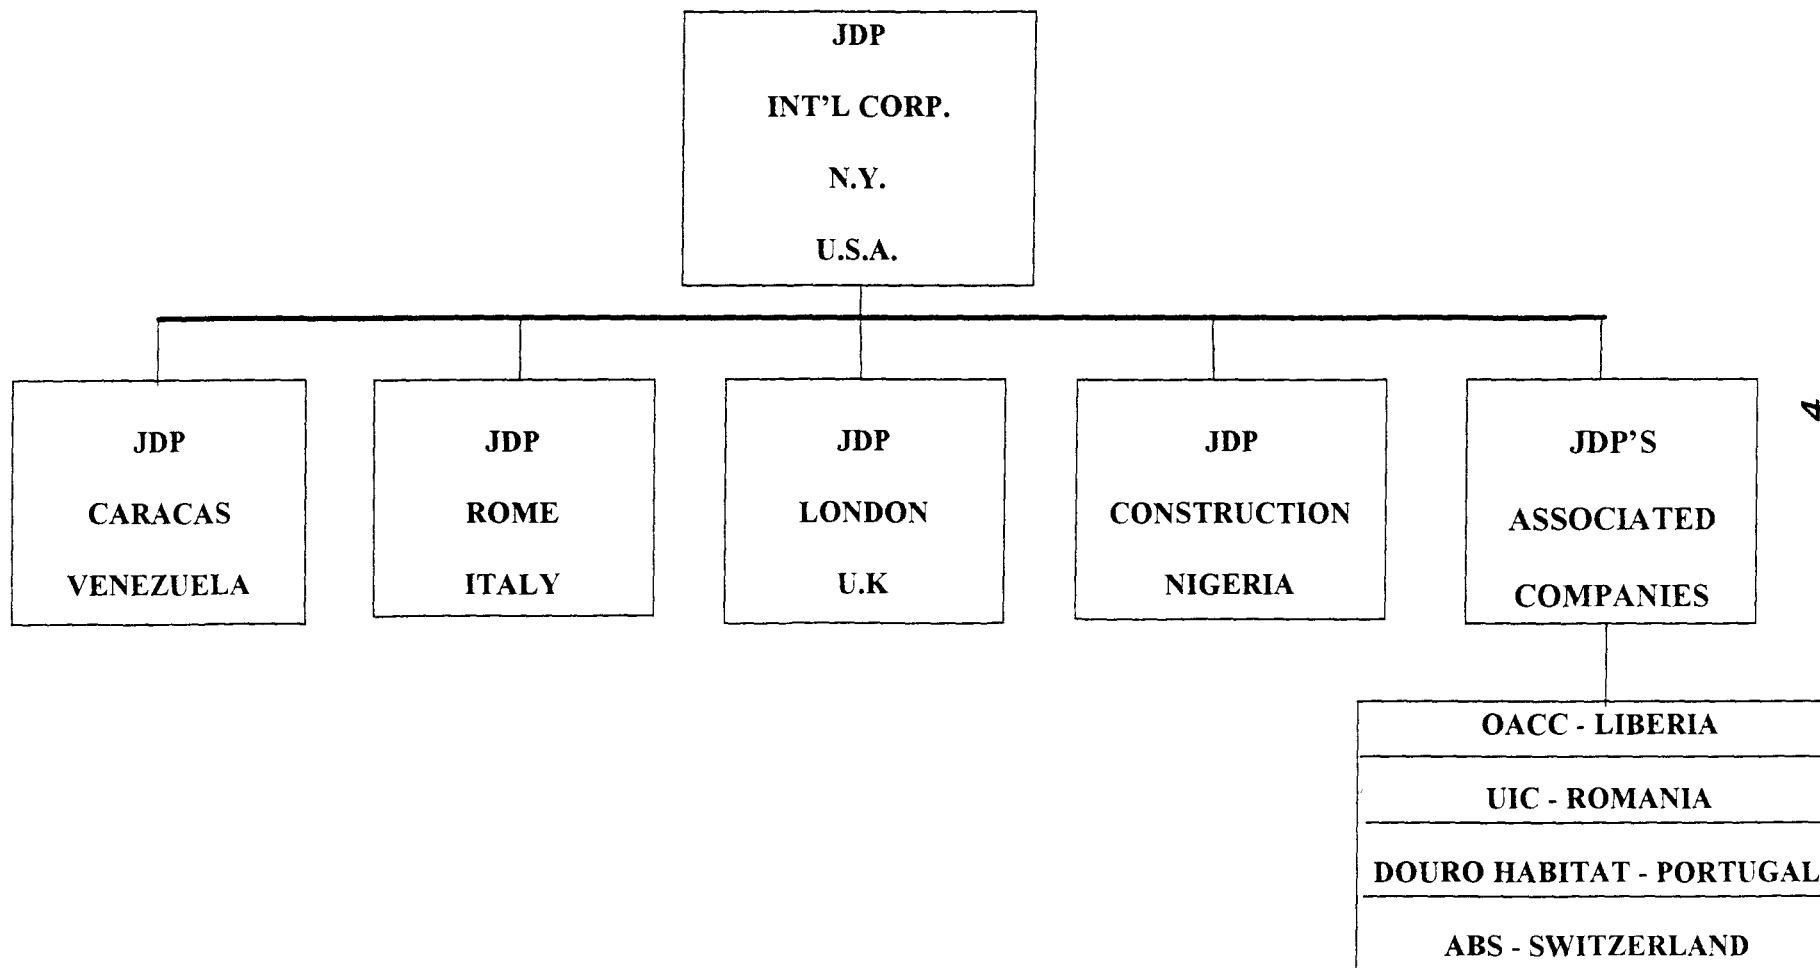 JDP
INT'L CORP.
N.Y.
U.S.A.
JDP
CARACAS
VENEZUELA
JDP
ROME
ITALY
JDP
LONDON
U.K
JDP
CONSTRUCTION
NIGERIA
JDP'S
ASSOCIATED
COMPANIES
4
OACC - LIBERIA
UIC - ROMANIA
DOURO HABITAT - PORTUGAL
ABS - SWITZERLAND